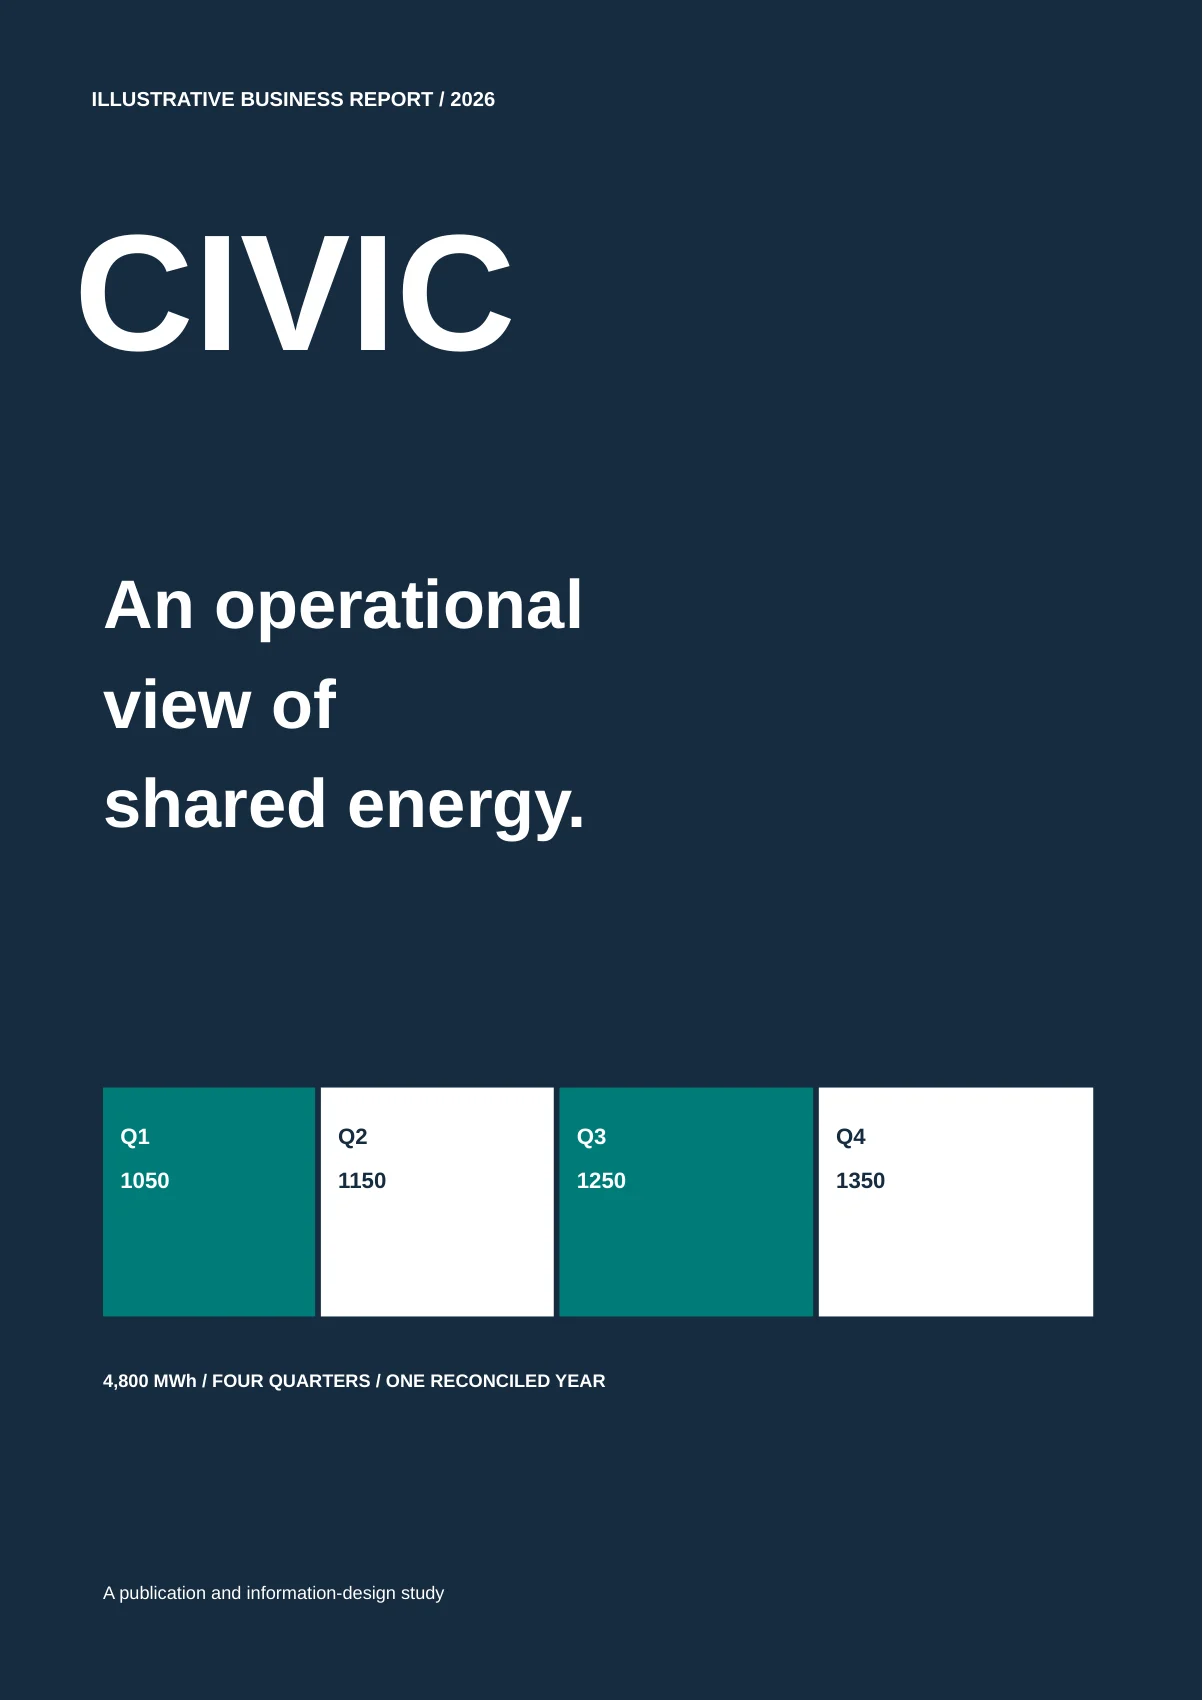 ILLUSTRATIVE BUSINESS REPORT / 2026
CIVIC
An operational
view of
shared energy.
Q1
1050
Q2
1150
Q3
1250
Q4
1350
4,800 MWh / FOUR QUARTERS / ONE RECONCILED YEAR
A publication and information-design study